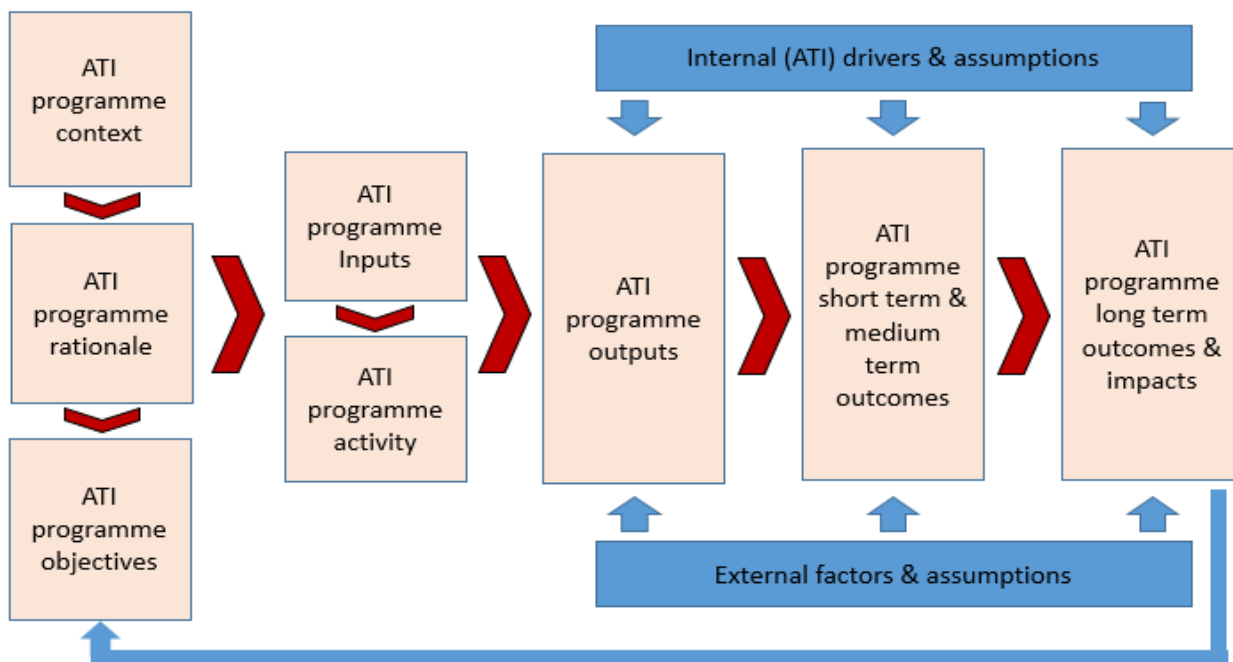 ATI
programme
context
ATI
programme
rationale
ATI
programme
objectives
ATI
programme
Inputs
ATI
programme
activity
Internal (ATI) drivers & assumptions
ATI
programme
outputs
ATI
programme
short term &
medium
term
outcomes
ATI
programme
long term
outcomes &
impacts
External factors & assumptions